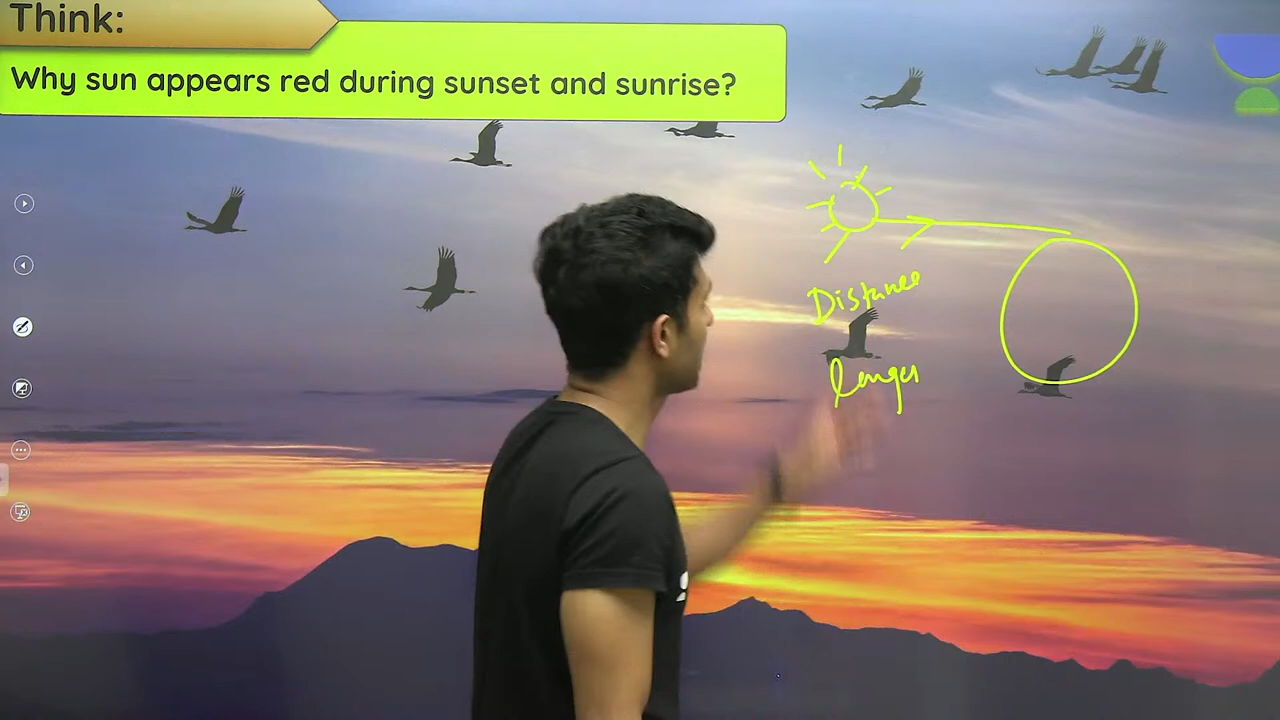 Think:
Why sun appears red during sunset and sunrise?
Distance
longer